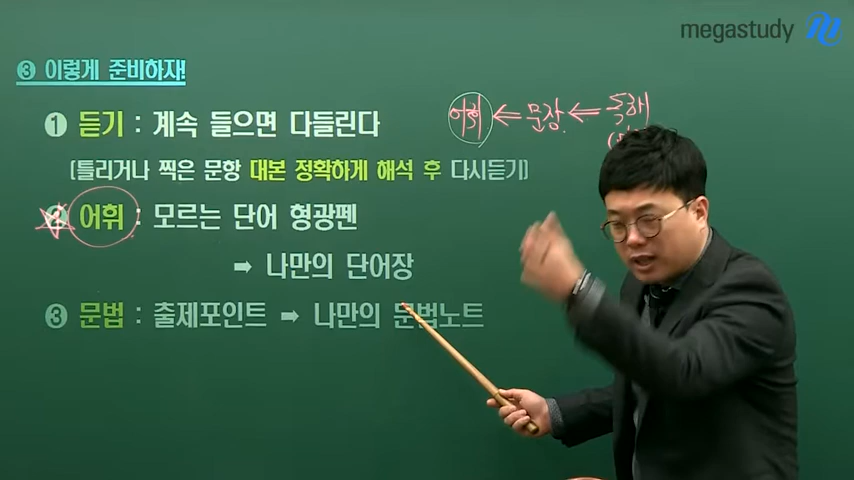 megastudy
❸ 이렇게 준비하자!
어휘 ⇐ 문장 ⇐ 독해
❶ 듣기 : 계속 들으면 다들린다
(틀리거나 찍은 문항 대본 정확하게 해석 후 다시듣기)
❷ 어휘 : 모르는 단어 형광펜
➡ 나만의 단어장
❸ 문법 : 출제포인트 ➡ 나만의 문법노트